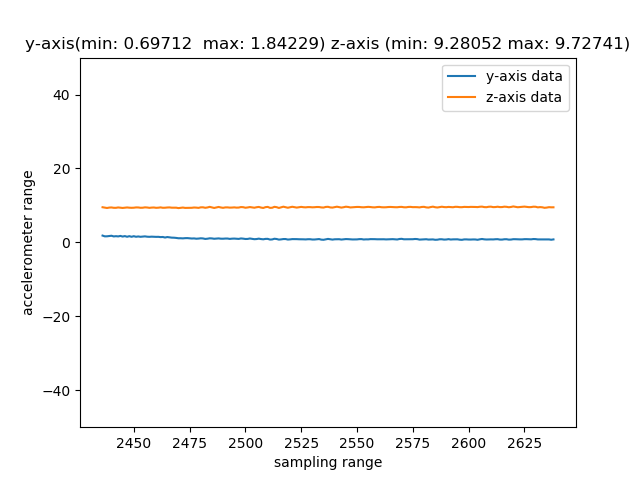 y-axis(min: 0.69712  max: 1.84229) z-axis (min: 9.28052 max: 9.72741)
y-axis data
z-axis data
accelerometer range
40
20
0
−20
−40
2450 2475 2500 2525 2550 2575 2600 2625
sampling range